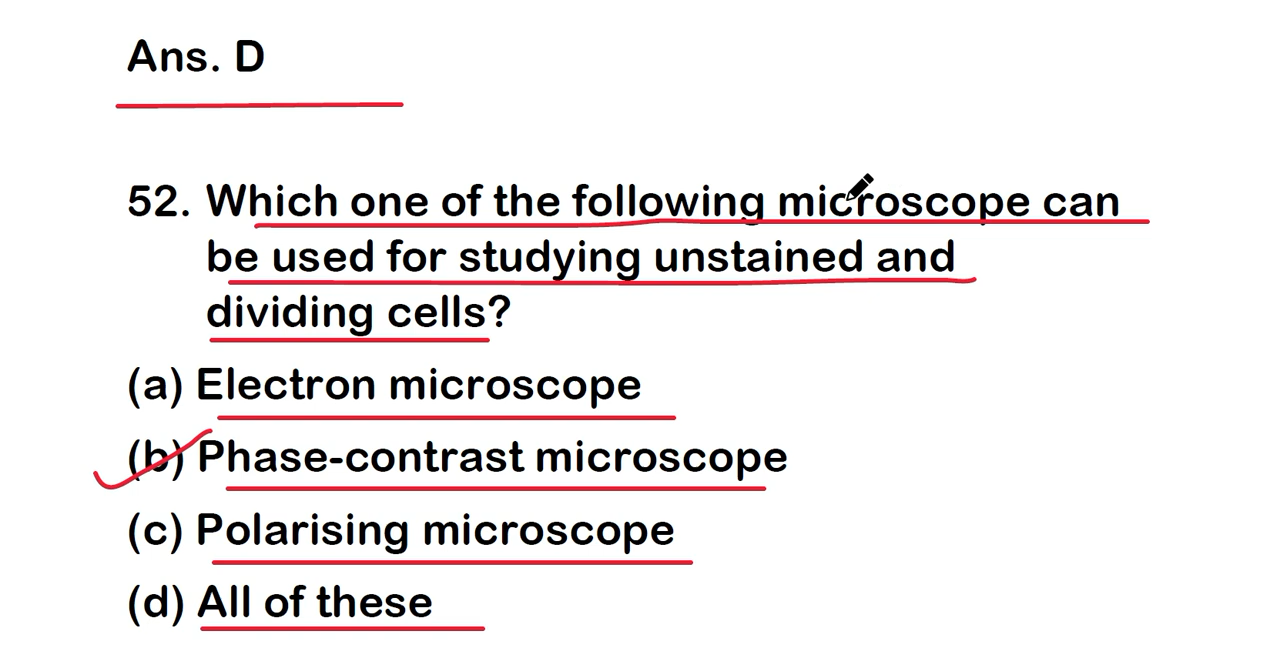 Ans. D
52. Which one of the following microscope can
be used for studying unstained and
dividing cells?
(a) Electron microscope
(b) Phase-contrast microscope
(c) Polarising microscope
(d) All of these